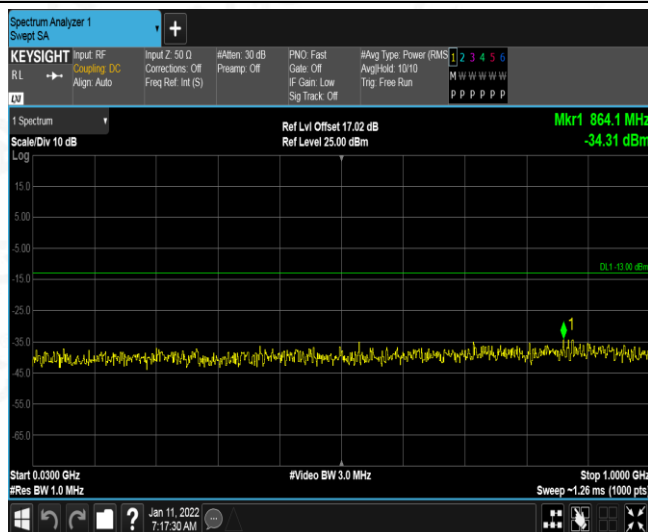 Spectrum Analyzer 1
Swept SA
+
KEYSIGHT
RL
LXI
Input: RF
Coupling: DC
Align: Auto
Input Z: 50 Ω
Corrections: Off
Freq Ref: Int (S)
#Atten: 30 dB
Preamp: Off
PNO: Fast
Gate: Off
IF Gain: Low
Sig Track: Off
#Avg Type: Power (RMS
Avg|Hold: 10/10
Trig: Free Run
1 2 3 4 5 6
M W W W W W
P P P P P P
1 Spectrum
Scale/Div 10 dB
Log
Ref Lvl Offset 17.02 dB
Ref Level 25.00 dBm
Mkr1 864.1 MHz
-34.31 dBm
15.0
5.00
-5.00
DL1 -13.00 dBm
-15.0
-25.0
1
-35.0
-45.0
-55.0
-65.0
Start 0.0300 GHz
#Res BW 1.0 MHz
#Video BW 3.0 MHz
Stop 1.0000 GHz
Sweep ~1.26 ms (1000 pts)
?
Jan 11, 2022
7:17:30 AM